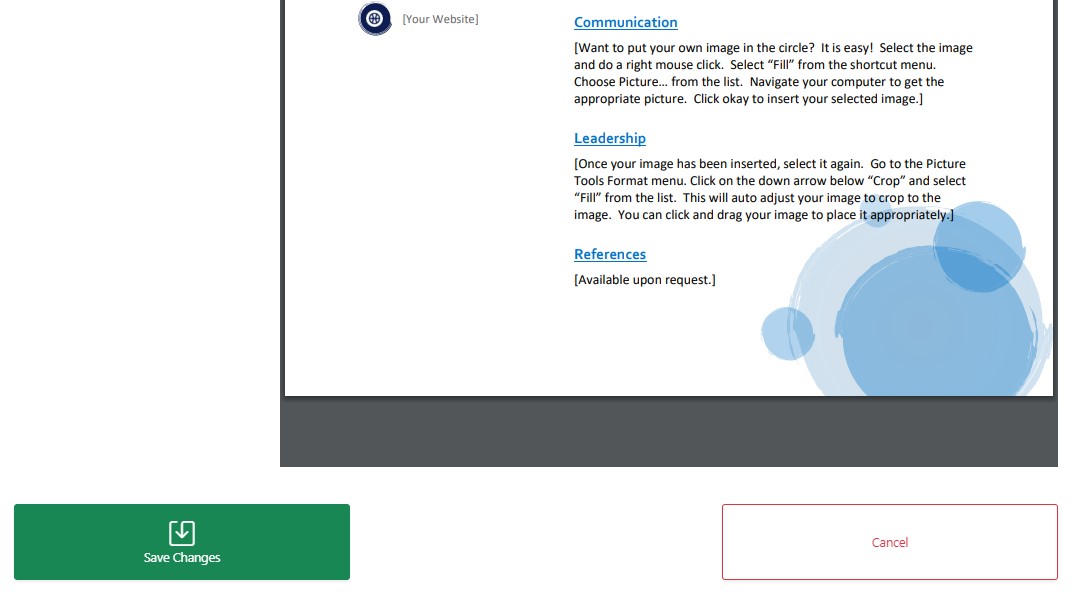 [Your Website]
Communication
[Want to put your own image in the circle?  It is easy!  Select the image
and do a right mouse click.  Select “Fill” from the shortcut menu.
Choose Picture… from the list.  Navigate your computer to get the
appropriate picture.  Click okay to insert your selected image.]
Leadership
[Once your image has been inserted, select it again.  Go to the Picture
Tools Format menu. Click on the down arrow below “Crop” and select
“Fill” from the list.  This will auto adjust your image to crop to the
image.  You can click and drag your image to place it appropriately.]
References
[Available upon request.]
Save Changes
Cancel